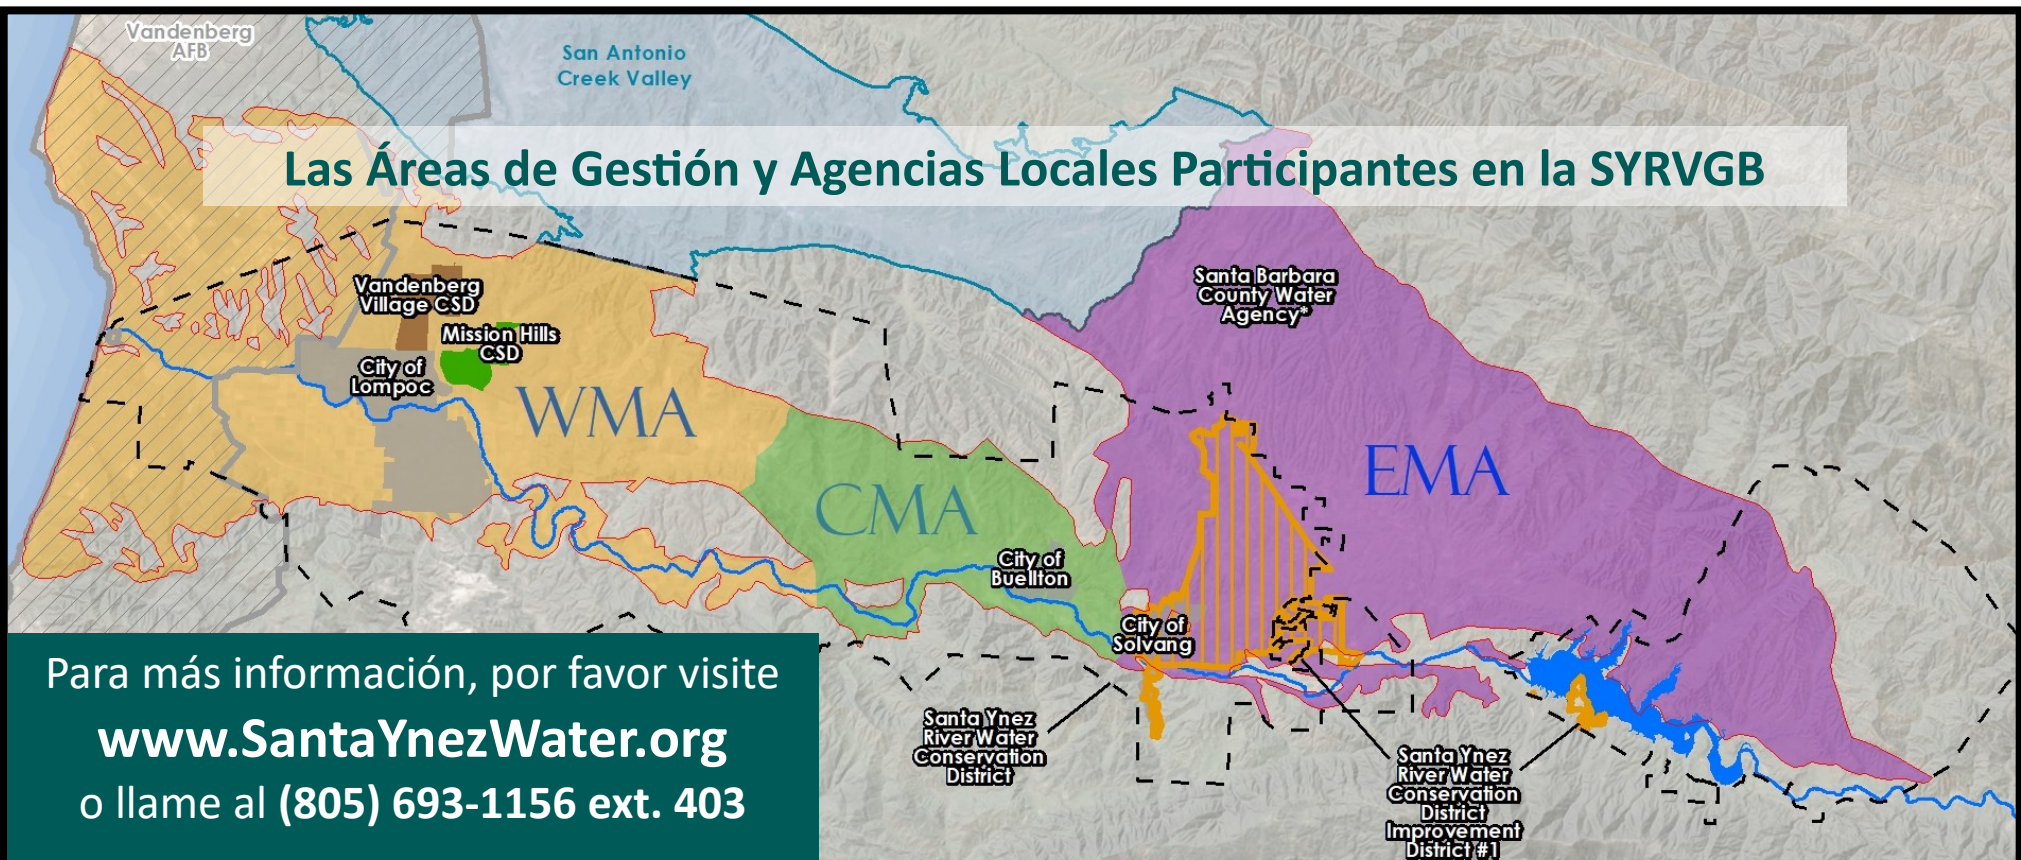 Vandenberg
AFB
San Antonio
Creek Valley
Las Áreas de Gestión y Agencias Locales Participantes en la SYRVGB
Santa Barbara
County Water
Agency*
Vandenberg
Village CSD
Mission Hills
CSD
City of
Lompoc
WMA
CMA
EMA
City of
Buellton
City of
Solvang
Santa Ynez
River Water
Conservation
District
Santa Ynez
River Water
Conservation
District
Improvement
District #1
Para más información, por favor visite
www.SantaYnezWater.org
o llame al (805) 693-1156 ext. 403